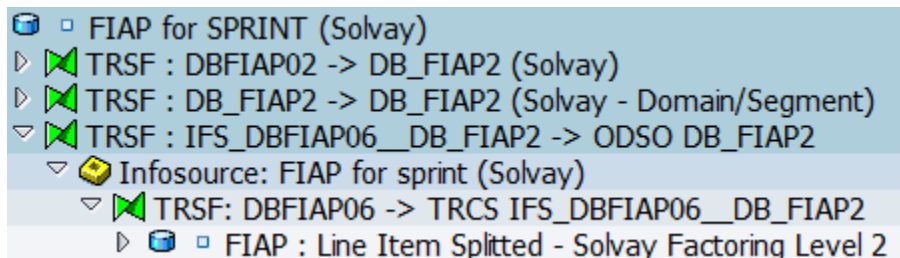 FIAP for SPRINT (Solvay)
TRSF : DBFIAP02 -> DB_FIAP2 (Solvay)
TRSF : DB_FIAP2 -> DB_FIAP2 (Solvay - Domain/Segment)
TRSF : IFS_DBFIAP06__DB_FIAP2 -> ODSO DB_FIAP2
Infosource: FIAP for sprint (Solvay)
TRSF: DBFIAP06 -> TRCS IFS_DBFIAP06__DB_FIAP2
FIAP : Line Item Splitted - Solvay Factoring Level 2